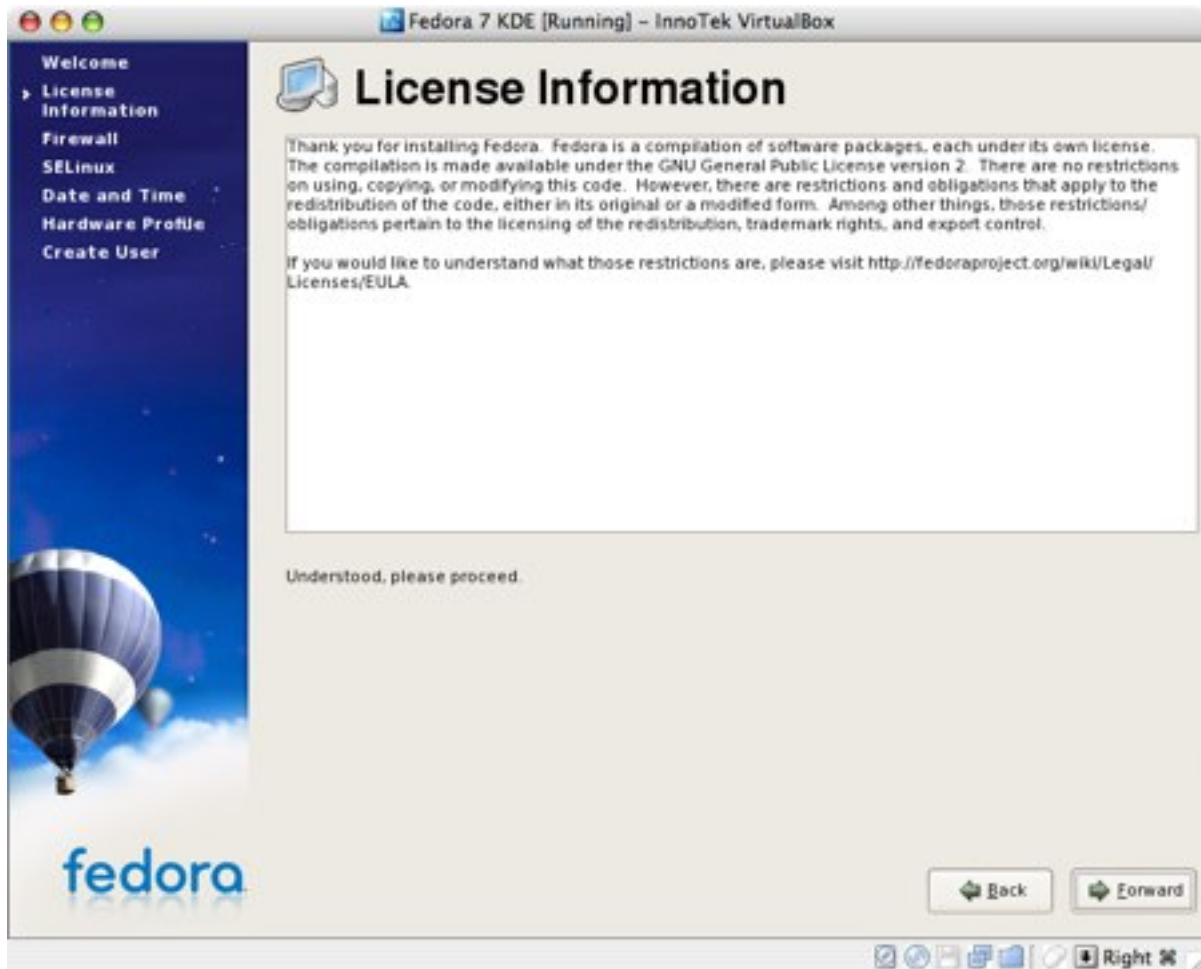 Fedora 7 KDE [Running] – InnoTek VirtualBox
Welcome
License
Information
Firewall
SELinux
Date and Time
Hardware Profile
Create User
License Information
Thank you for installing Fedora. Fedora is a compilation of software packages, each under its own license.
The compilation is made available under the GNU General Public License version 2. There are no restrictions
on using, copying, or modifying this code. However, there are restrictions and obligations that apply to the
redistribution of the code, either in its original or a modified form. Among other things, those restrictions/
obligations pertain to the licensing of the redistribution, trademark rights, and export control.
If you would like to understand what those restrictions are, please visit http://fedoraproject.org/wiki/Legal/
Licenses/EULA.
Understood, please proceed.
fedora
Back
Forward
Right ⌘